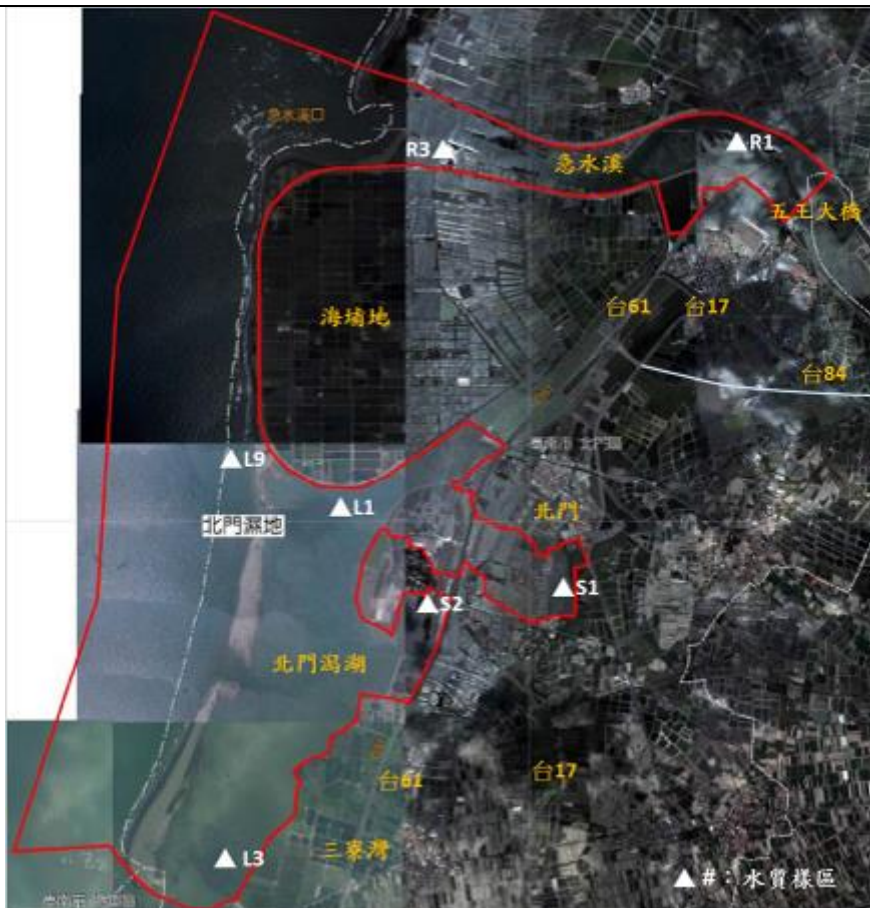 急水溪口
R3
急水溪
R1
五王大橋
海埔地
台61
台17
台84
L9
L1
北門濕地
北門
S2
S1
北門潟湖
台61
台17
三寮灣
L3
▲ #：水質樣區